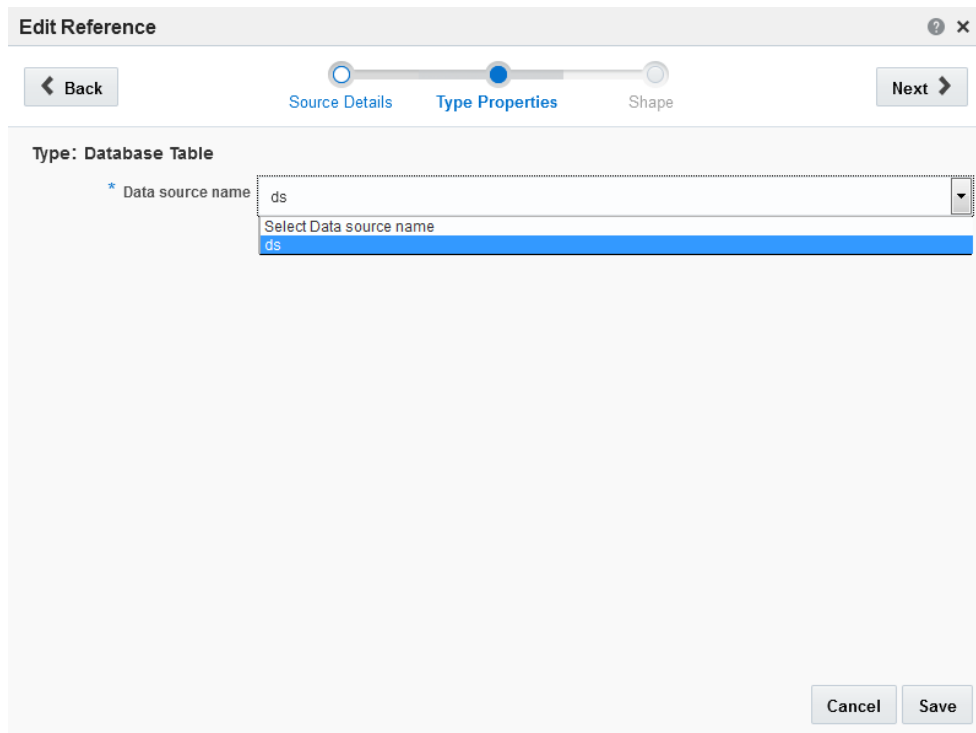 Edit Reference
Back
Source Details
Type Properties
Shape
Next
Type: Database Table
* Data source name
ds
Select Data source name
ds
Cancel
Save